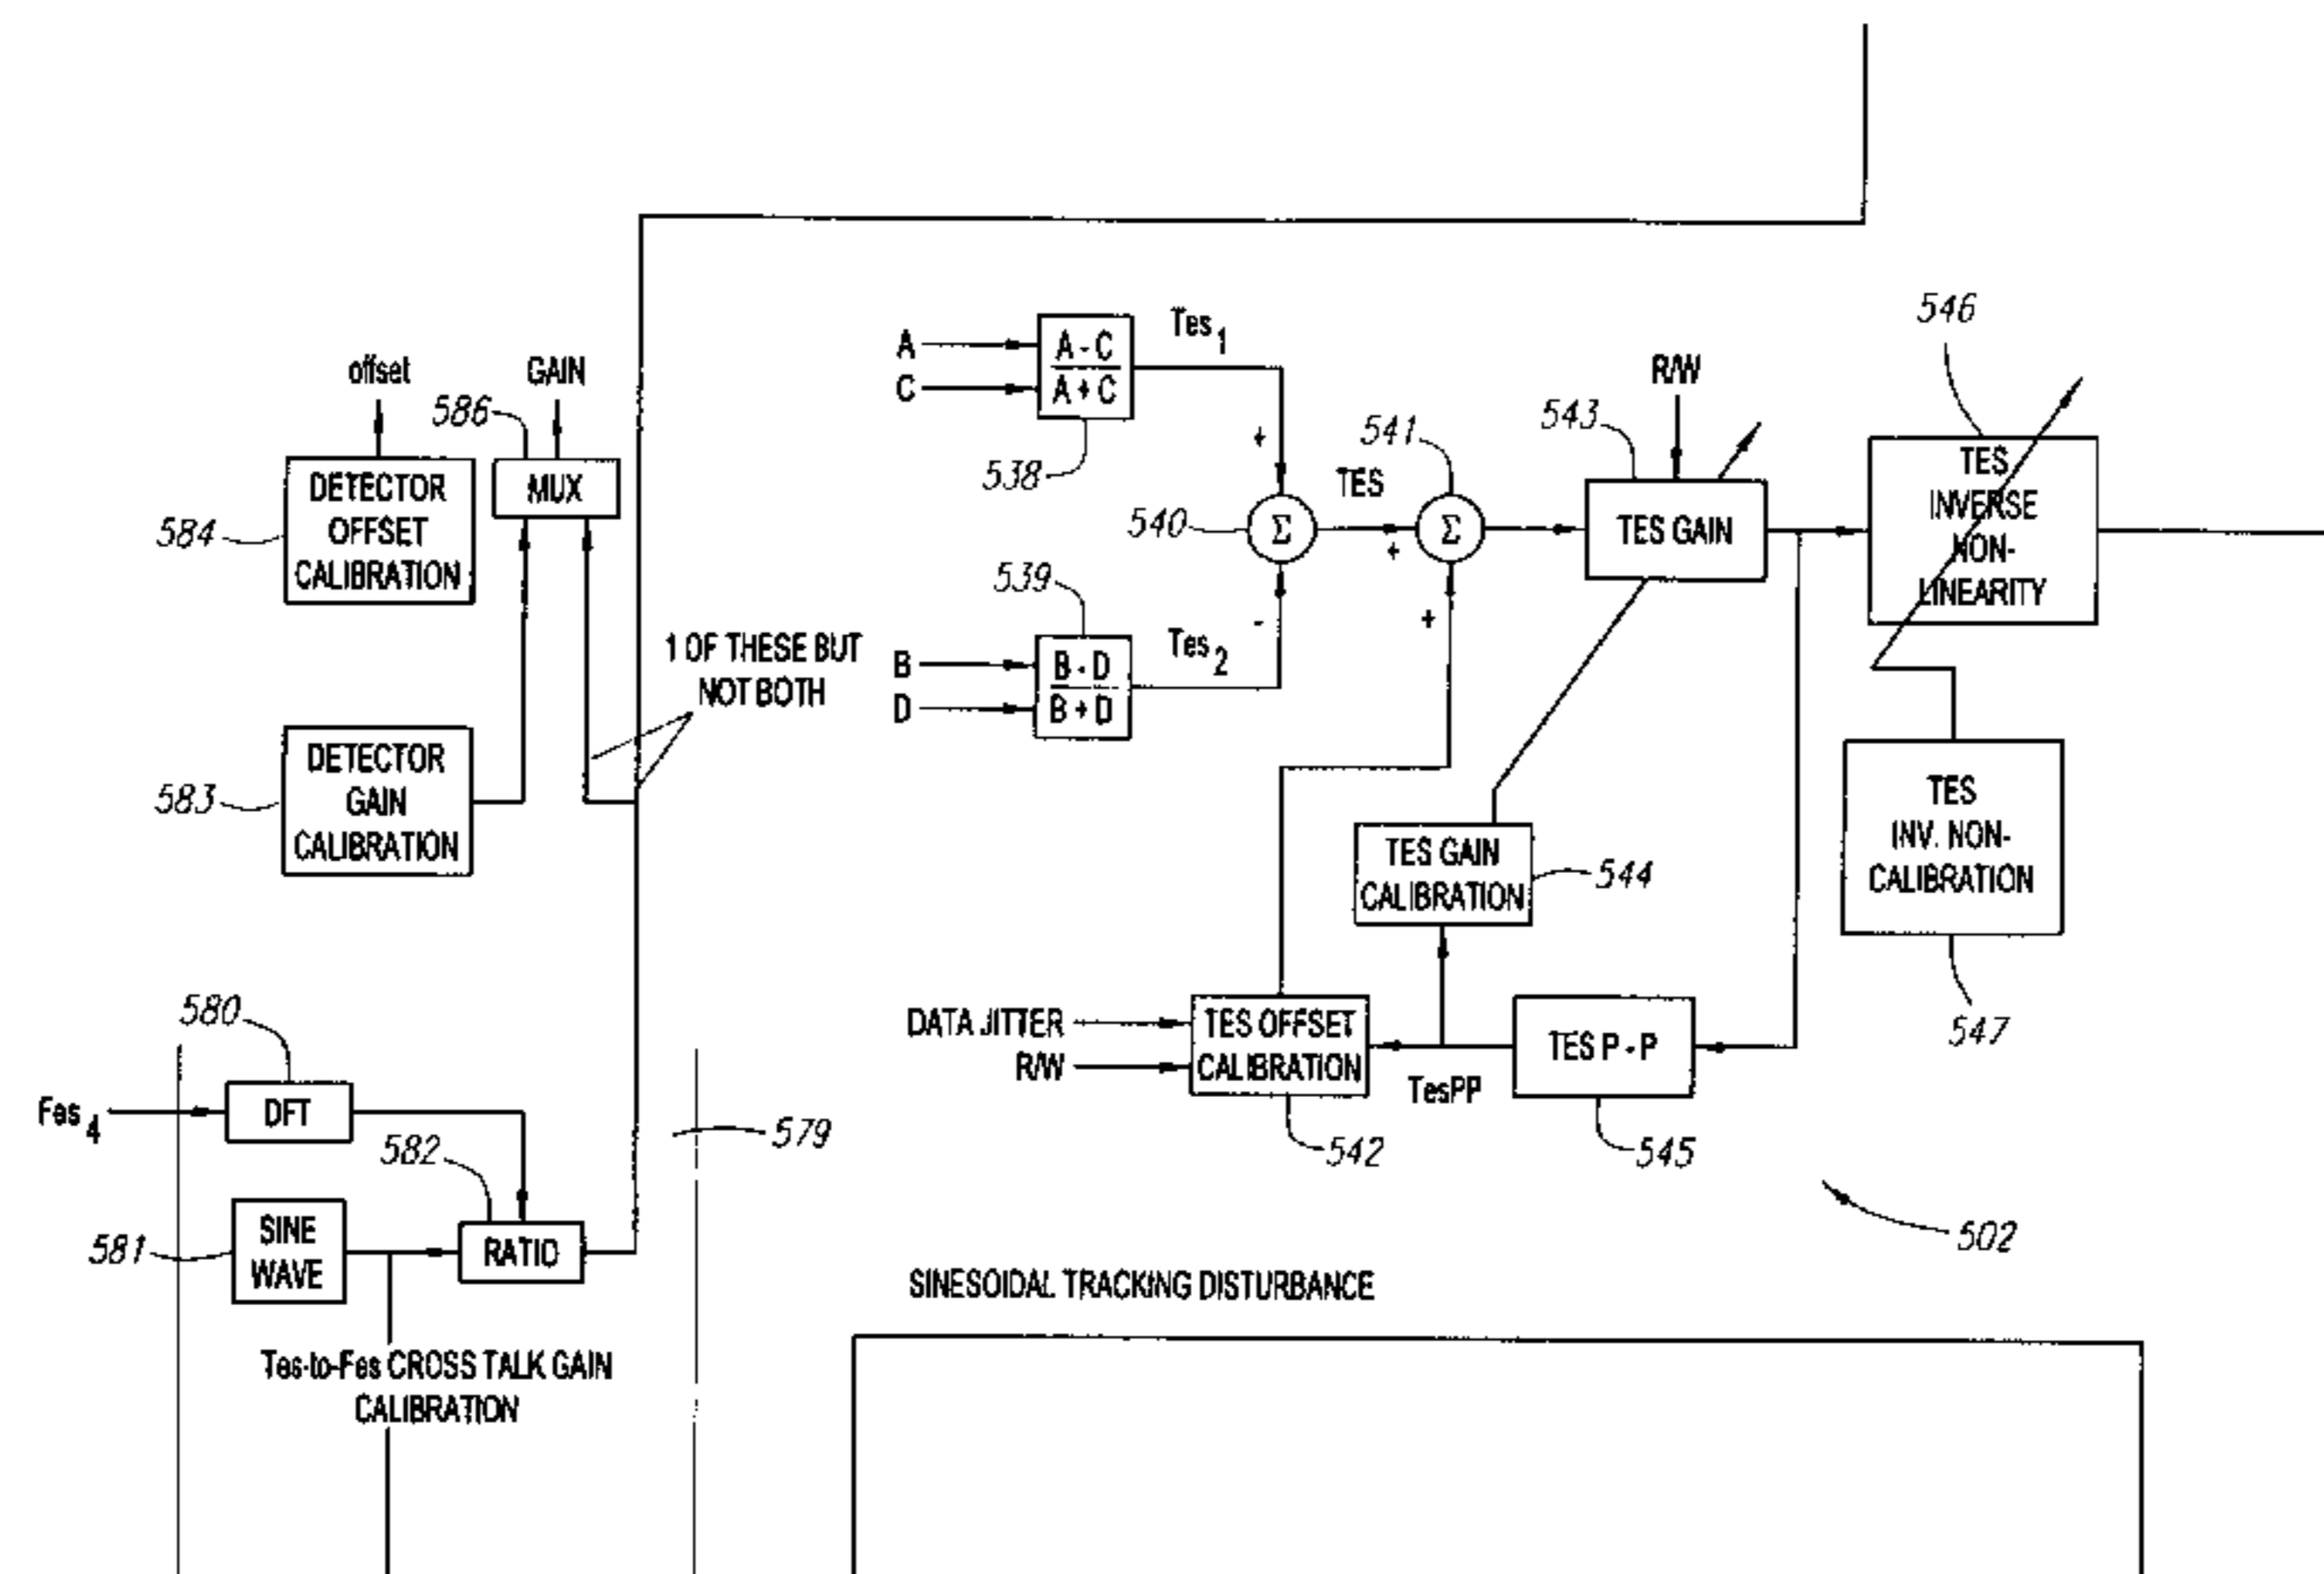 offset
GAIN
586
DETECTOR
OFFSET
CALIBRATION
MUX
584
1 OF THESE BUT
NOT BOTH
DETECTOR
GAIN
CALIBRATION
583
580
Fes4
DFT
582
579
581
SINE
WAVE
RATIO
Tes-to-Fes CROSS TALK GAIN
CALIBRATION
A
C
A - C
A + C
Tes1
538
+
540
Σ
TES
541
Σ
+
+
-
539
B
D
B - D
B + D
Tes2
R/W
543
TES GAIN
546
TES
INVERSE
NON-
LINEARITY
TES GAIN
CALIBRATION
544
TES
INV. NON-
CALIBRATION
547
DATA JITTER
R/W
TES OFFSET
CALIBRATION
542
TesPP
TES P - P
545
502
SINESOIDAL TRACKING DISTURBANCE